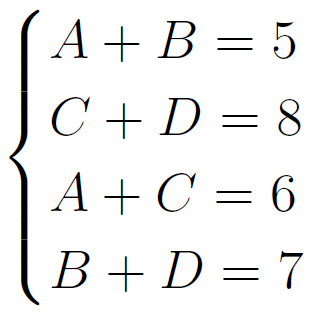 A + B = 5
C + D = 8
A + C = 6
B + D = 7